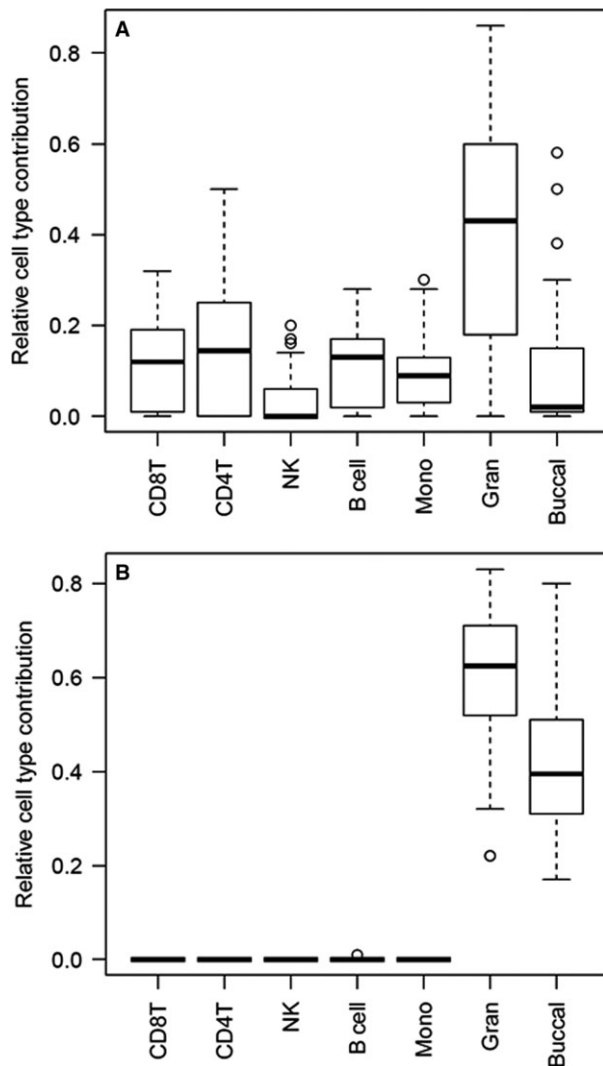 A
Relative cell type contribution
0.8
0.6
0.4
0.2
0.0
CD8T
CD4T
NK
B cell
Mono
Gran
Buccal
B
Relative cell type contribution
0.8
0.6
0.4
0.2
0.0
CD8T
CD4T
NK
B cell
Mono
Gran
Buccal